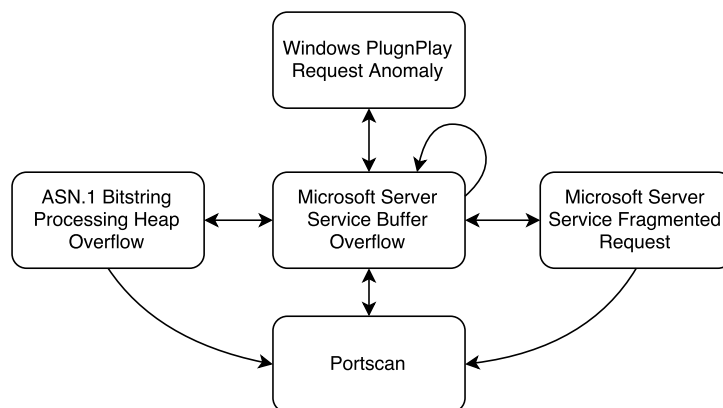 Windows PlugnPlay
Request Anomaly
ASN.1 Bitstring
Processing Heap
Overflow
Microsoft Server
Service Buffer
Overflow
Microsoft Server
Service Fragmented
Request
Portscan